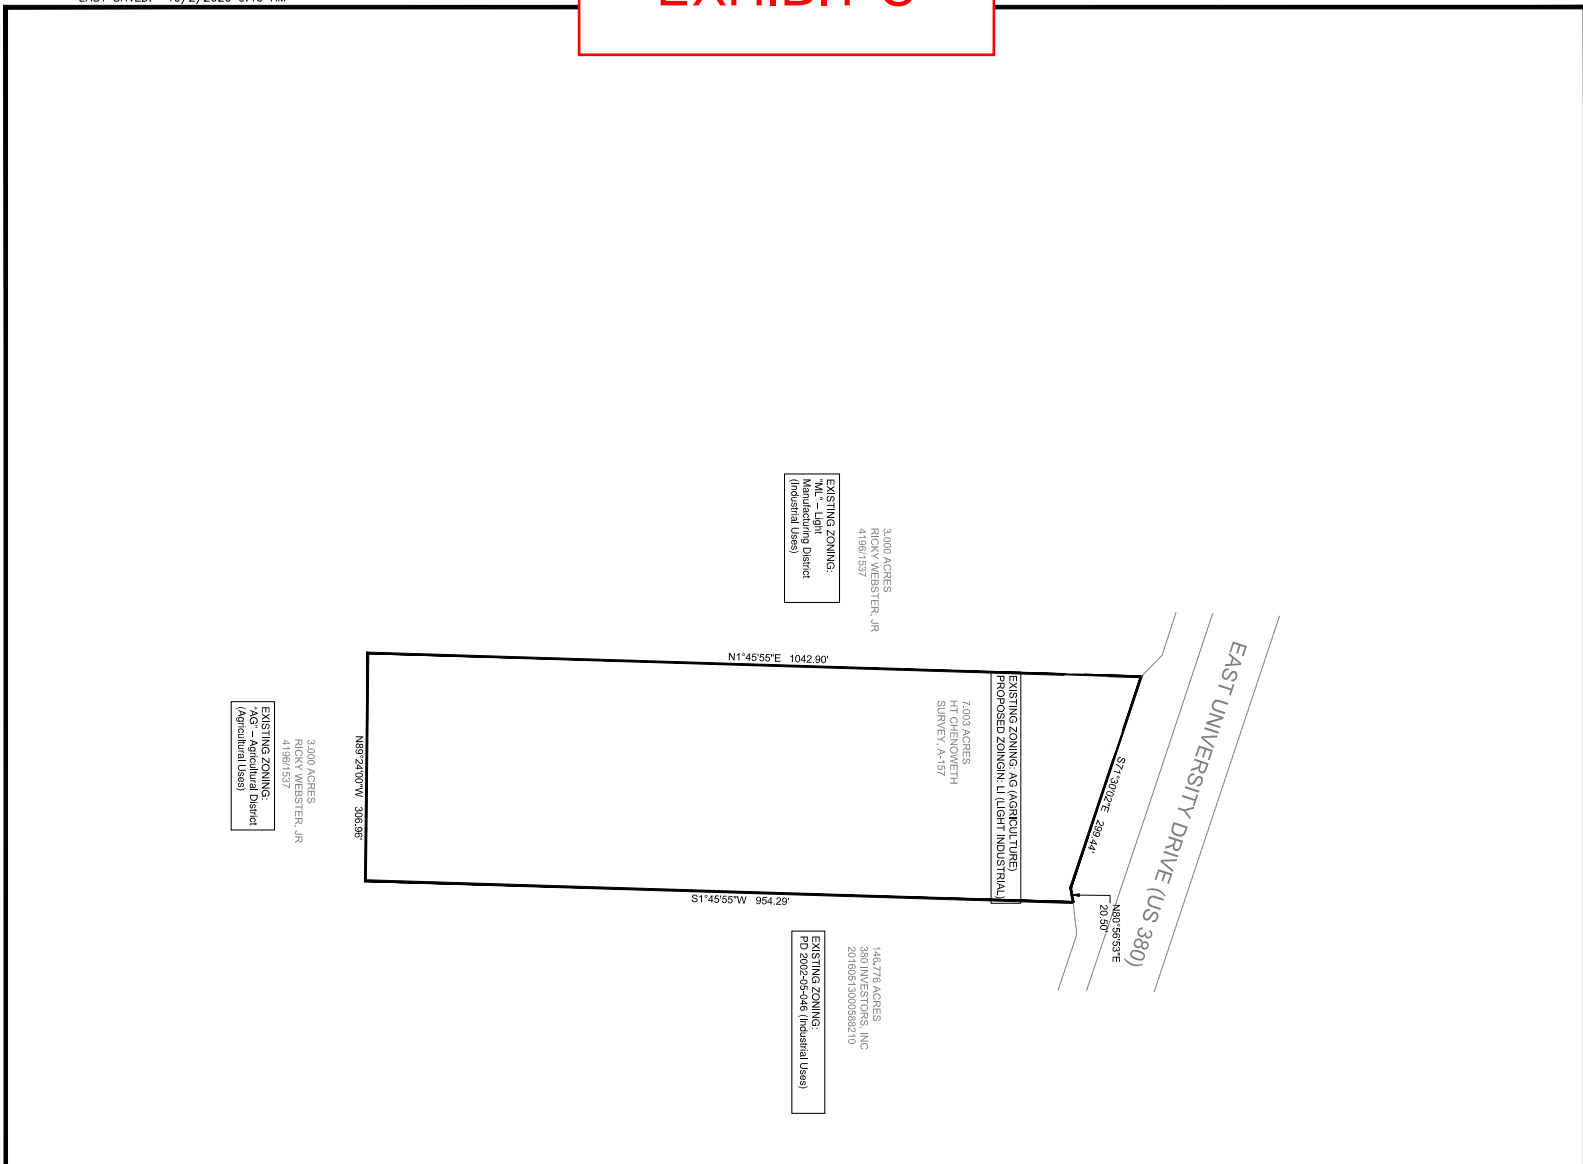 EXISTING ZONING:
"ML" – Light
Manufacturing District
(Industrial Uses)
3.000 ACRES
RICKY WEBSTER, JR
4196/1537
EAST UNIVERSITY DRIVE (US 380)
N1°45'55"E 1042.90'
EXISTING ZONING: AG (AGRICULTURE)
PROPOSED ZOINGIN: LI (LIGHT INDUSTRIAL)
7.003 ACRES
HT CHENOWETH
SURVEY, A-157
S71°30'02"E 299.44'
N89°24'00"W 306.96'
3.000 ACRES
RICKY WEBSTER, JR
4196/1537
EXISTING ZONING:
"AG" – Agricultural District
(Agricultural Uses)
S1°45'55"W 954.29'
N80°56'53"E
20.50'
146.776 ACRES
380 INVESTORS, INC
20160513000588210
EXISTING ZONING:
PD 2002-05-046 (Industrial Uses)